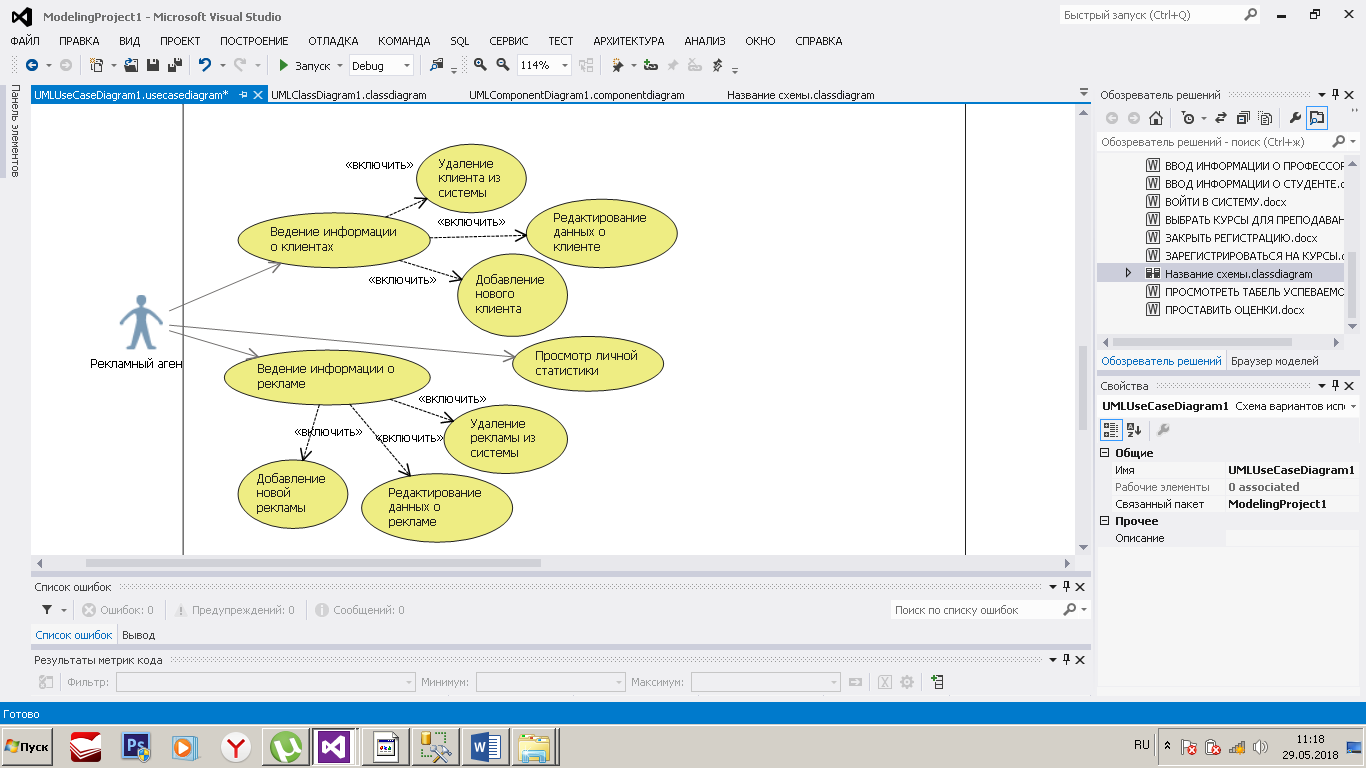 ModelingProject1 - Microsoft Visual Studio
Быстрый запуск (Ctrl+Q)
ФАЙЛ ПРАВКА ВИД ПРОЕКТ ПОСТРОЕНИЕ ОТЛАДКА КОМАНДА SQL СЕРВИС ТЕСТ АРХИТЕКТУРА АНАЛИЗ ОКНО СПРАВКА
Запуск Debug 114%
Панель элементов
UMLUseCaseDiagram1.usecasediagram* UMLClassDiagram1.classdiagram UMLComponentDiagram1.componentdiagram Название схемы.classdiagram
«включить»
Удаление
клиента из
системы
«включить»
Редактирование
данных о
клиенте
Ведение информации
о клиентах
«включить»
Добавление
нового
клиента
Рекламный аген
Просмотр личной
статистики
Ведение информации о
рекламе
«включить»
Удаление
рекламы из
системы
«включить»
«включить»
Добавление
новой
рекламы
Редактирование
данных о
рекламе
Обозреватель решений
Обозреватель решений - поиск (Ctrl+ж)
ВВОД ИНФОРМАЦИИ О ПРОФЕССОР
ВВОД ИНФОРМАЦИИ О СТУДЕНТЕ.d
ВОЙТИ В СИСТЕМУ.docx
ВЫБРАТЬ КУРСЫ ДЛЯ ПРЕПОДАВАН
ЗАКРЫТЬ РЕГИСТРАЦИЮ.docx
ЗАРЕГИСТРИРОВАТЬСЯ НА КУРСЫ.
Название схемы.classdiagram
ПРОСМОТРЕТЬ ТАБЕЛЬ УСПЕВАЕМО
ПРОСТАВИТЬ ОЦЕНКИ.docx
Обозреватель решений Браузер моделей
Свойства
UMLUseCaseDiagram1 Схема вариантов испо
Общие
Имя UMLUseCaseDiagram1
Рабочие элементы 0 associated
Связанный пакет ModelingProject1
Прочее
Описание
Список ошибок
Ошибок: 0 Предупреждений: 0 Сообщений: 0
Поиск по списку ошибок
Список ошибок Вывод
Результаты метрик кода
Фильтр: Минимум: Максимум:
Готово
Пуск
RU
11:18
29.05.2018